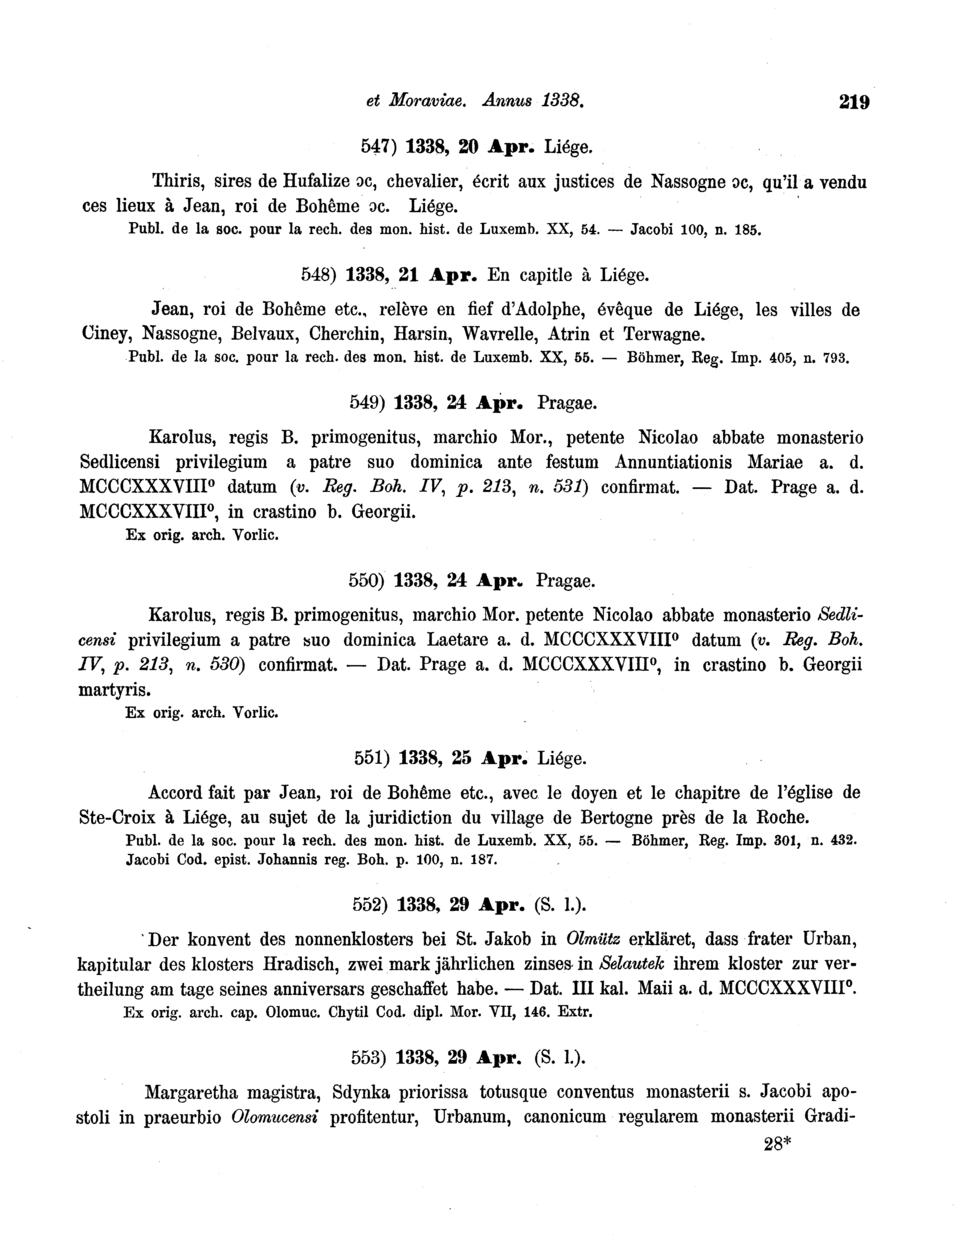 et Moraviae. Annus 1338. 219
547) 1338, 20 Apr. Liége.
Thiris, sires de Hufalize ɔc, chevalier, écrit aux justices de Nassogne ɔc, qu'il a vendu
ces lieux à Jean, roi de Bohême ɔc. Liége.
Publ. de la soc. pour la rech. des mon. hist. de Luxemb. XX, 54. — Jacobi 100, n. 185.
548) 1338, 21 Apr. En capitle à Liége.
Jean, roi de Bohême etc., relève en fief d'Adolphe, évêque de Liége, les villes de
Ciney, Nassogne, Belvaux, Cherchin, Harsin, Wavrelle, Atrin et Terwagne.
Publ. de la soc. pour la rech. des mon. hist. de Luxemb. XX, 55. — Böhmer, Reg. Imp. 405, n. 793.
549) 1338, 24 Apr. Pragae.
Karolus, regis B. primogenitus, marchio Mor., petente Nicolao abbate monasterio
Sedlicensi privilegium a patre suo dominica ante festum Annuntiationis Mariae a. d.
MCCCXXXVIII⁰ datum (v. Reg. Boh. IV, p. 213, n. 531) confirmat. — Dat. Prage a. d.
MCCCXXXVIII⁰, in crastino b. Georgii.
Ex orig. arch. Vorlic.
550) 1338, 24 Apr. Pragae.
Karolus, regis B. primogenitus, marchio Mor. petente Nicolao abbate monasterio Sedli-
censi privilegium a patre suo dominica Laetare a. d. MCCCXXXVIII⁰ datum (v. Reg. Boh.
IV, p. 213, n. 530) confirmat. — Dat. Prage a. d. MCCCXXXVIII⁰, in crastino b. Georgii
martyris.
Ex orig. arch. Vorlic.
551) 1338, 25 Apr. Liége.
Accord fait par Jean, roi de Bohême etc., avec le doyen et le chapitre de l'église de
Ste-Croix à Liége, au sujet de la juridiction du village de Bertogne près de la Roche.
Publ. de la soc. pour la rech. des mon. hist. de Luxemb. XX, 55. — Böhmer, Reg. Imp. 301, n. 432.
Jacobi Cod. epist. Johannis reg. Boh. p. 100, n. 187.
552) 1338, 29 Apr. (S. l.).
Der konvent des nonnenklosters bei St. Jakob in Olmütz erkläret, dass frater Urban,
kapitular des klosters Hradisch, zwei mark jährlichen zinses in Selautek ihrem kloster zur ver-
theilung am tage seines anniversars geschaffet habe. — Dat. III kal. Maii a. d. MCCCXXXVIII⁰.
Ex orig. arch. cap. Olomuc. Chytil Cod. dipl. Mor. VII, 146. Extr.
553) 1338, 29 Apr. (S. l.).
Margaretha magistra, Sdynka priorissa totusque conventus monasterii s. Jacobi apo-
stoli in praeurbio Olomucensi profitentur, Urbanum, canonicum regularem monasterii Gradi-
28*